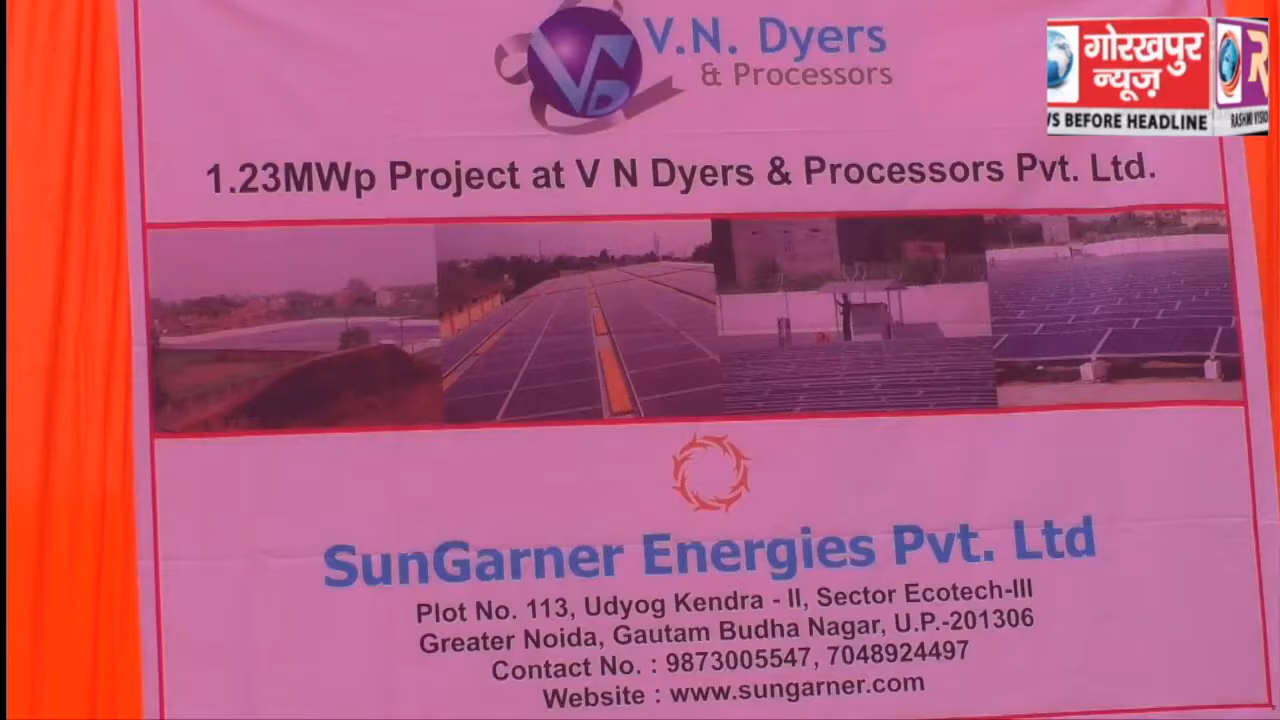 V.N. Dyers
& Processors
गोरखपुर
न्यूज़
BEFORE HEADLINE
1.23MWp Project at V N Dyers & Processors Pvt. Ltd.
SunGarner Energies Pvt. Ltd
Plot No. 113, Udyog Kendra - II, Sector Ecotech-III
Greater Noida, Gautam Budha Nagar, U.P.-201306
Contact No. : 9873005547, 7048924497
Website : www.sungarner.com